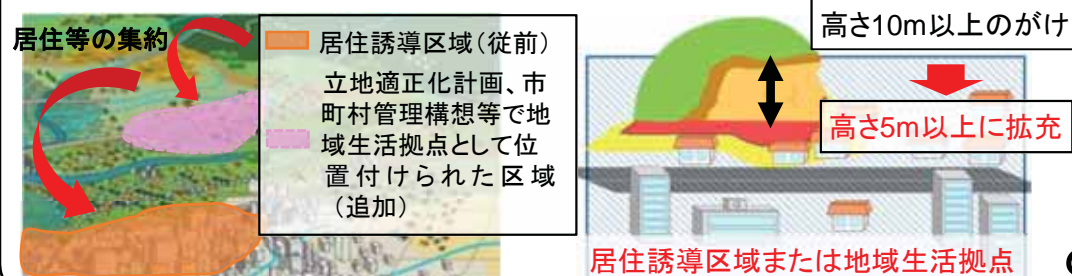 居住等の集約
居住誘導区域（従前）
立地適正化計画、市
町村管理構想等で地
域生活拠点として位
置付けられた区域
（追加）
高さ10m以上のがけ
高さ5m以上に拡充
居住誘導区域または地域生活拠点